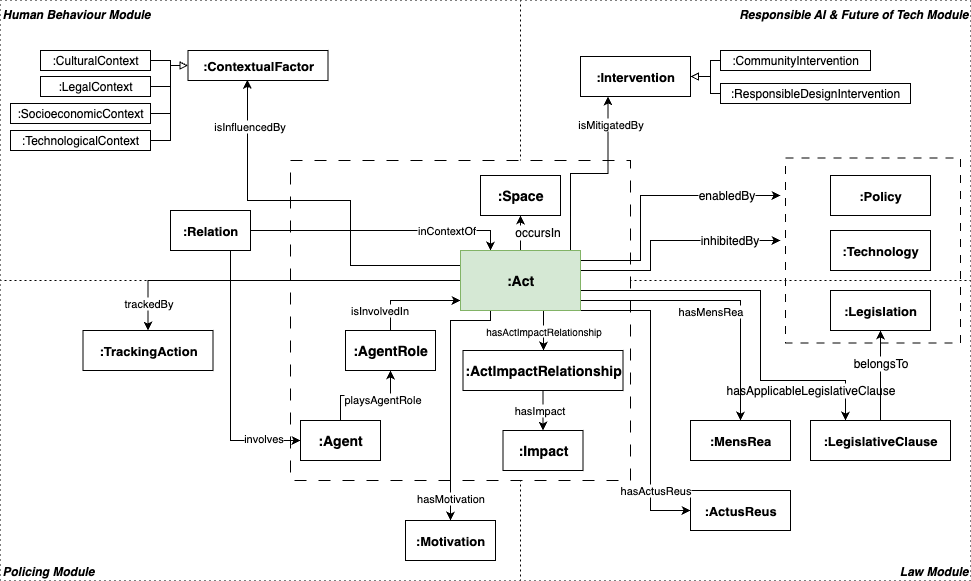 Human Behaviour Module
Responsible AI & Future of Tech Module
:CulturalContext
:LegalContext
:SocioeconomicContext
:TechnologicalContext
:ContextualFactor
:Intervention
:CommunityIntervention
:ResponsibleDesignIntervention
isInfluencedBy
isMitigatedBy
:Space
enabledBy
:Policy
:Relation
inContextOf
occursIn
inhibitedBy
:Technology
:Act
trackedBy
isInvolvedIn
hasMensRea
:Legislation
:TrackingAction
:AgentRole
hasActImpactRelationship
:ActImpactRelationship
belongsTo
playsAgentRole
hasApplicableLegislativeClause
hasImpact
involves
:Agent
:Impact
:MensRea
:LegislativeClause
hasMotivation
hasActusReus
:ActusReus
:Motivation
Policing Module
Law Module